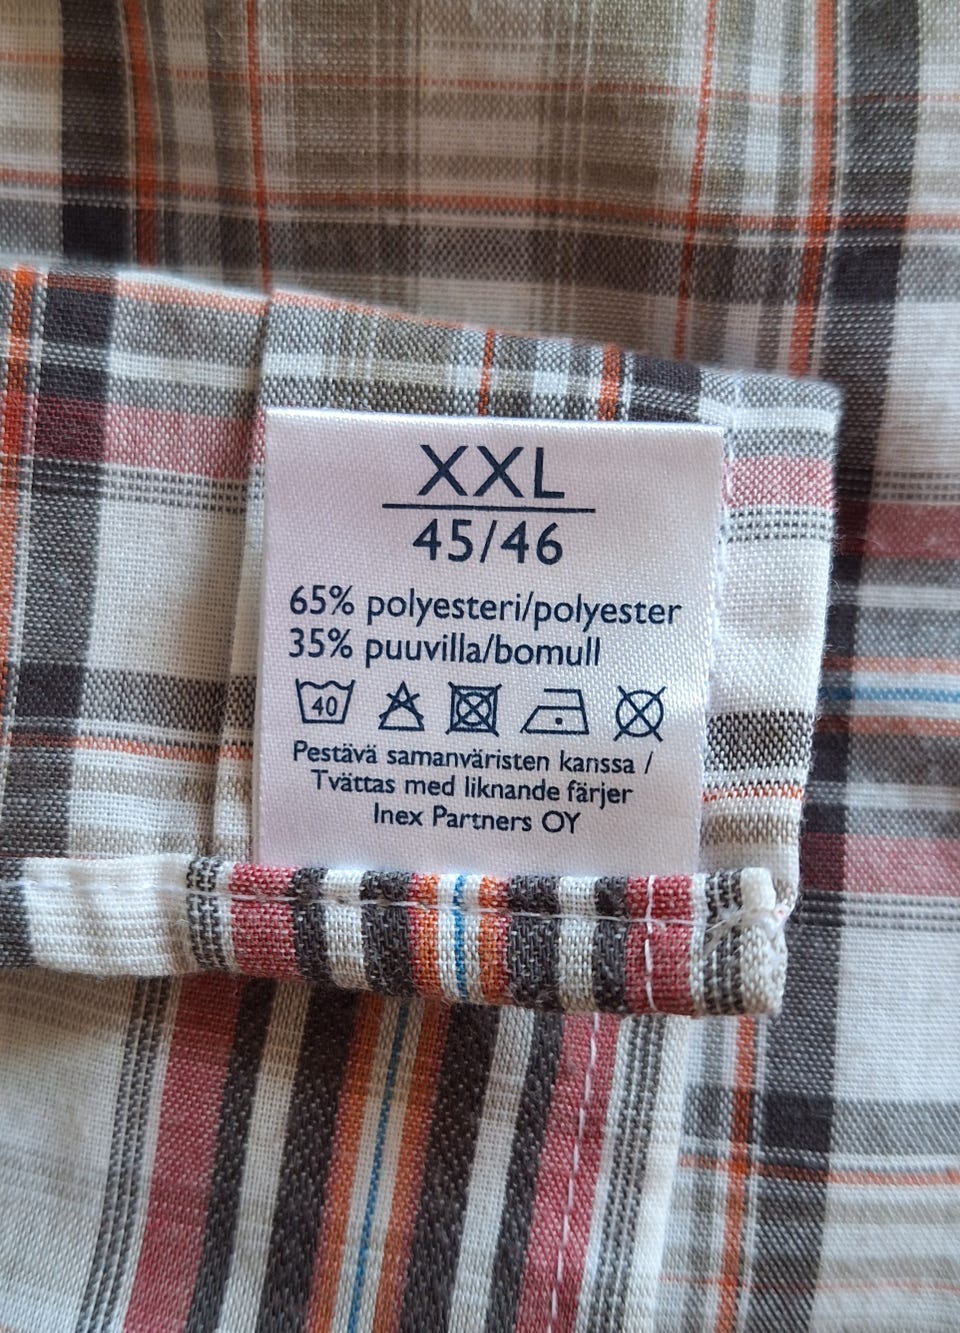 XXL
45/46
65% polyesteri/polyester
35% puuvilla/bomull
40
Pestävä samanväristen kanssa /
Tvättas med liknande färjer
Inex Partners OY